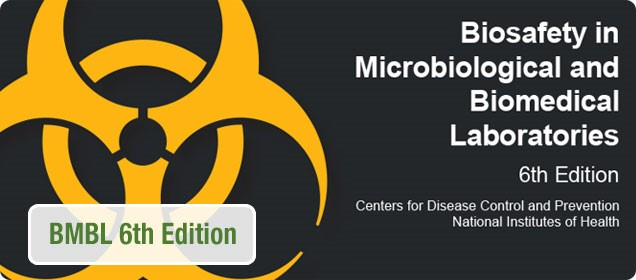 Biosafety in
Microbiological and
Biomedical
Laboratories
6th Edition
Centers for Disease Control and Prevention
National Institutes of Health
BMBL 6th Edition